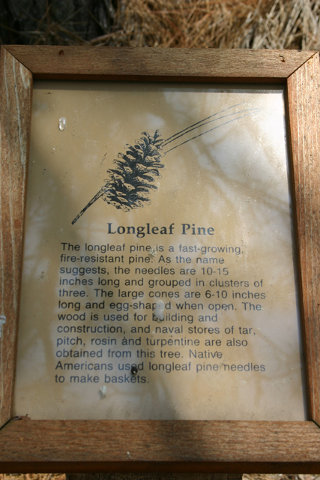 Longleaf Pine
The longleaf pine is a fast-growing,
fire-resistant pine. As the name
suggests, the needles are 10-15
inches long and grouped in clusters of
three. The large cones are 6-10 inches
long and egg-shaped when open. The
wood is used for building and
construction, and naval stores of tar,
pitch, rosin and turpentine are also
obtained from this tree. Native
Americans used longleaf pine needles
to make baskets.